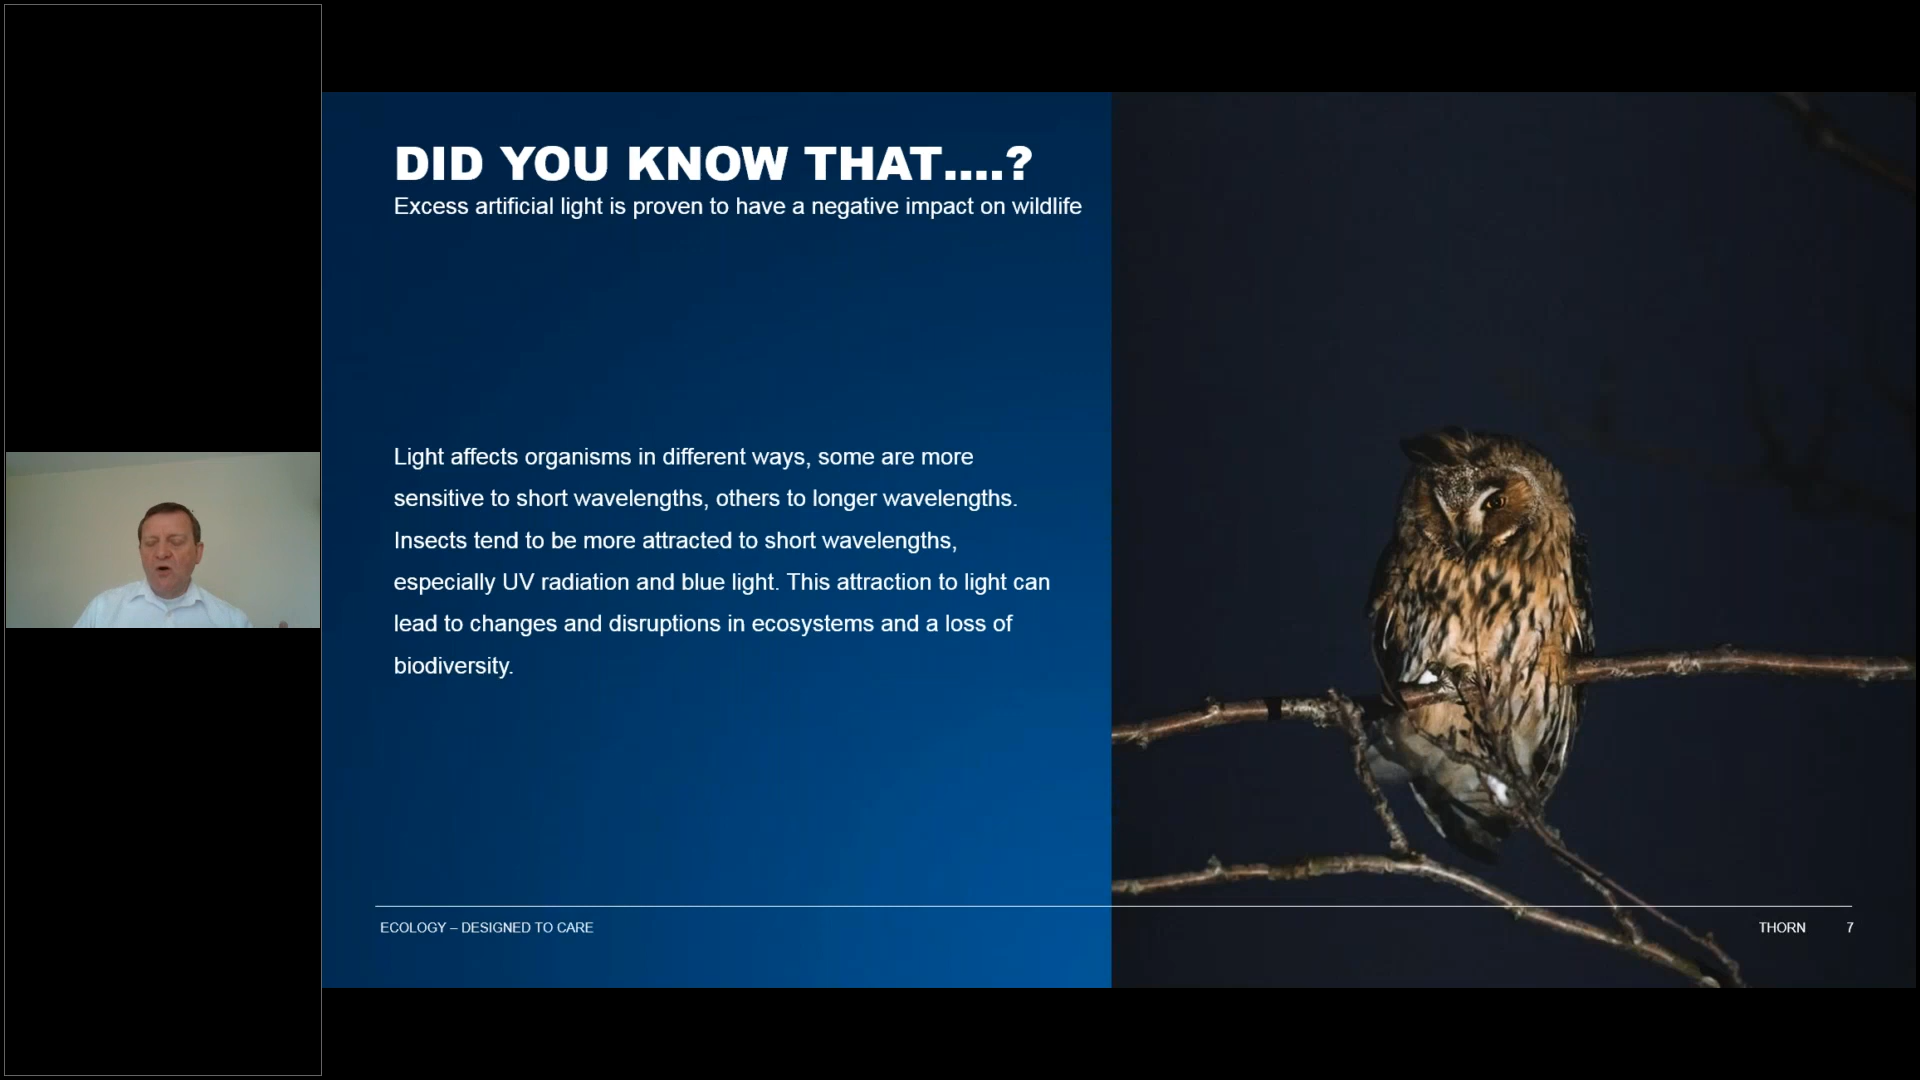 DID YOU KNOW THAT....?
Excess artificial light is proven to have a negative impact on wildlife
Light affects organisms in different ways, some are more
sensitive to short wavelengths, others to longer wavelengths.
Insects tend to be more attracted to short wavelengths,
especially UV radiation and blue light. This attraction to light can
lead to changes and disruptions in ecosystems and a loss of
biodiversity.
ECOLOGY – DESIGNED TO CARE
THORN 7